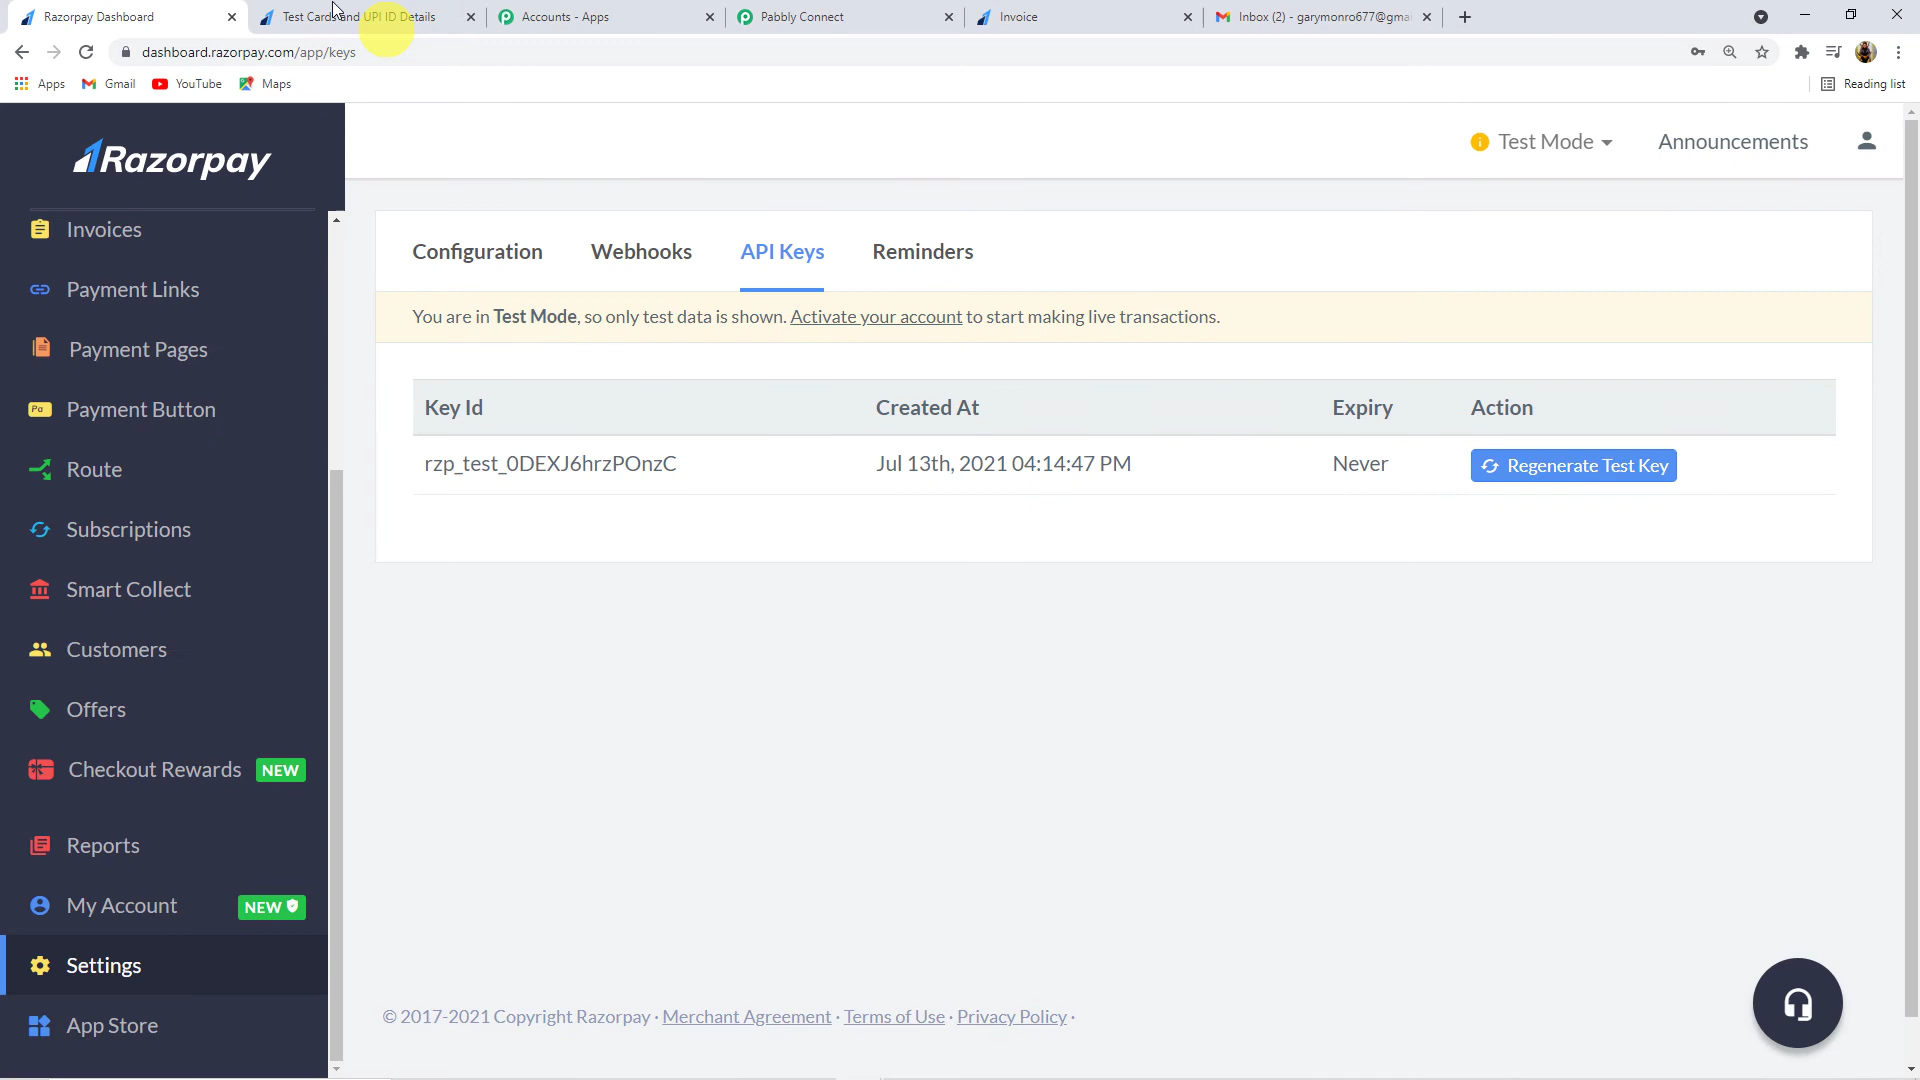 Razorpay Dashboard
Test Cards and UPI ID Details
Accounts - Apps
Pabbly Connect
Invoice
Inbox (2) - garymonro677@gma
dashboard.razorpay.com/app/keys
Apps
Gmail
YouTube
Maps
Reading list
Razorpay
Test Mode
Announcements
Invoices
Payment Links
Payment Pages
Pa
Payment Button
Route
Subscriptions
Smart Collect
Customers
Offers
Checkout Rewards NEW
Reports
My Account NEW
Settings
App Store
Configuration
Webhooks
API Keys
Reminders
You are in Test Mode, so only test data is shown. Activate your account to start making live transactions.
Key Id Created At Expiry Action
rzp_test_0DEXJ6hrzPOnzC Jul 13th, 2021 04:14:47 PM Never Regenerate Test Key
© 2017-2021 Copyright Razorpay · Merchant Agreement · Terms of Use · Privacy Policy ·